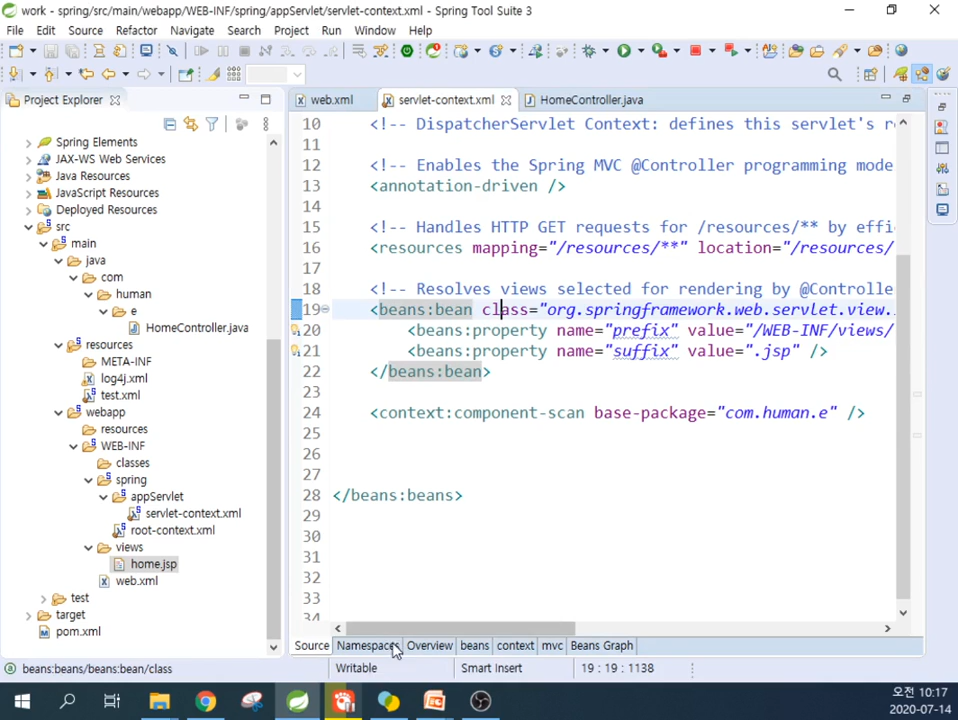 work - spring/src/main/webapp/WEB-INF/spring/appServlet/servlet-context.xml - Spring Tool Suite 3
File Edit Source Refactor Navigate Search Project Run Window Help
Project Explorer
web.xml servlet-context.xml HomeController.java
Spring Elements
JAX-WS Web Services
Java Resources
JavaScript Resources
Deployed Resources
src
main
java
com
human
e
HomeController.java
resources
META-INF
log4j.xml
test.xml
webapp
resources
WEB-INF
classes
spring
appServlet
servlet-context.xml
root-context.xml
views
home.jsp
web.xml
test
target
pom.xml
10 <!-- DispatcherServlet Context: defines this servlet's re
11
12 <!-- Enables the Spring MVC @Controller programming mode
13 <annotation-driven />
14
15 <!-- Handles HTTP GET requests for /resources/** by effi
16 <resources mapping="/resources/**" location="/resources/
17
18 <!-- Resolves views selected for rendering by @Controlle
19 <beans:bean class="org.springframework.web.servlet.view.
20 <beans:property name="prefix" value="/WEB-INF/views/
21 <beans:property name="suffix" value=".jsp" />
22 </beans:bean>
23
24 <context:component-scan base-package="com.human.e" />
25
26
27
28 </beans:beans>
29
30
31
32
33
34
Source Namespaces Overview beans context mvc Beans Graph
beans:beans/beans:bean/class Writable Smart Insert 19 : 19 : 1138
오전 10:17
2020-07-14